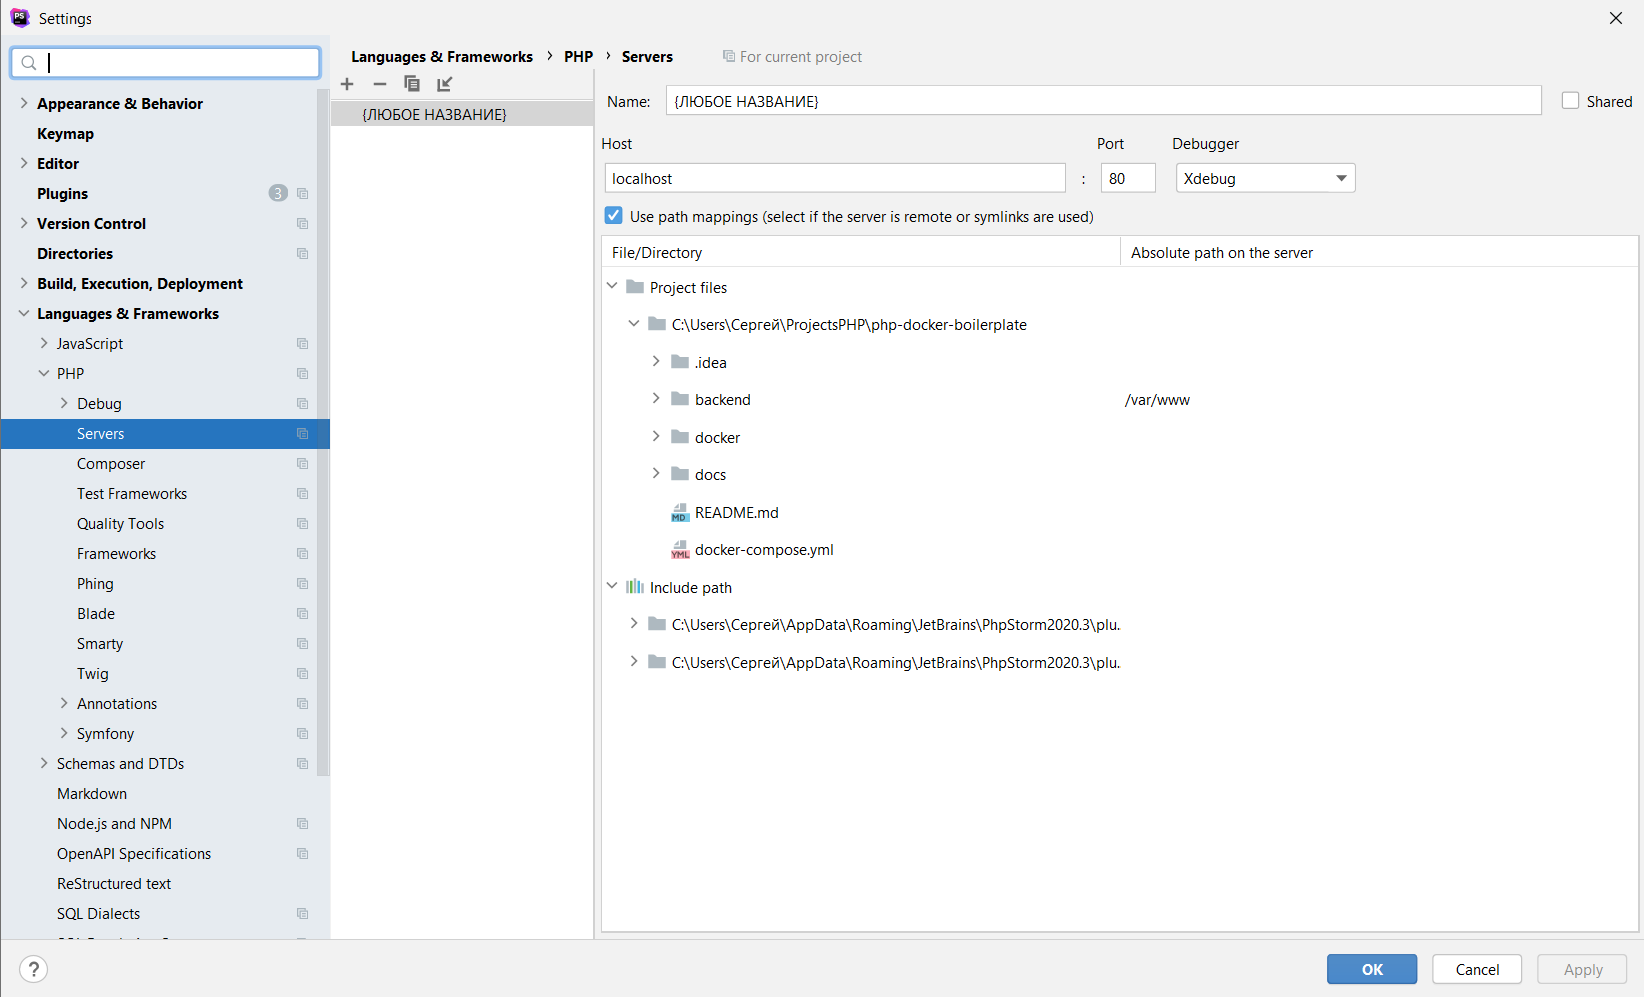 Settings
Languages & Frameworks › PHP › Servers For current project
Appearance & Behavior
Keymap
Editor
Plugins 3
Version Control
Directories
Build, Execution, Deployment
Languages & Frameworks
JavaScript
PHP
Debug
Servers
Composer
Test Frameworks
Quality Tools
Frameworks
Phing
Blade
Smarty
Twig
Annotations
Symfony
Schemas and DTDs
Markdown
Node.js and NPM
OpenAPI Specifications
ReStructured text
SQL Dialects
{ЛЮБОЕ НАЗВАНИЕ}
Name: {ЛЮБОЕ НАЗВАНИЕ} Shared
Host Port Debugger
localhost : 80 Xdebug
Use path mappings (select if the server is remote or symlinks are used)
File/Directory Absolute path on the server
Project files
C:\Users\Сергей\ProjectsPHP\php-docker-boilerplate
.idea
backend /var/www
docker
docs
MD README.md
YML docker-compose.yml
Include path
C:\Users\Сергей\AppData\Roaming\JetBrains\PhpStorm2020.3\plu.
C:\Users\Сергей\AppData\Roaming\JetBrains\PhpStorm2020.3\plu.
? OK Cancel Apply